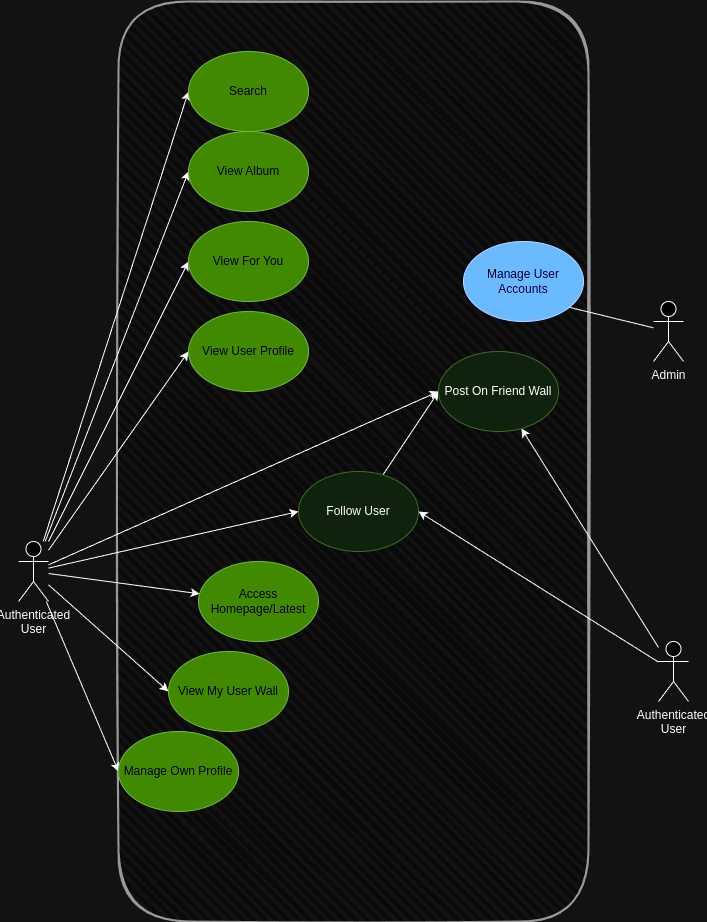 Search
View Album
View For You
Manage User
Accounts
View User Profile
Admin
Post On Friend Wall
Follow User
Access
Homepage/Latest
Authenticated
User
View My User Wall
Authenticated
User
Manage Own Profile